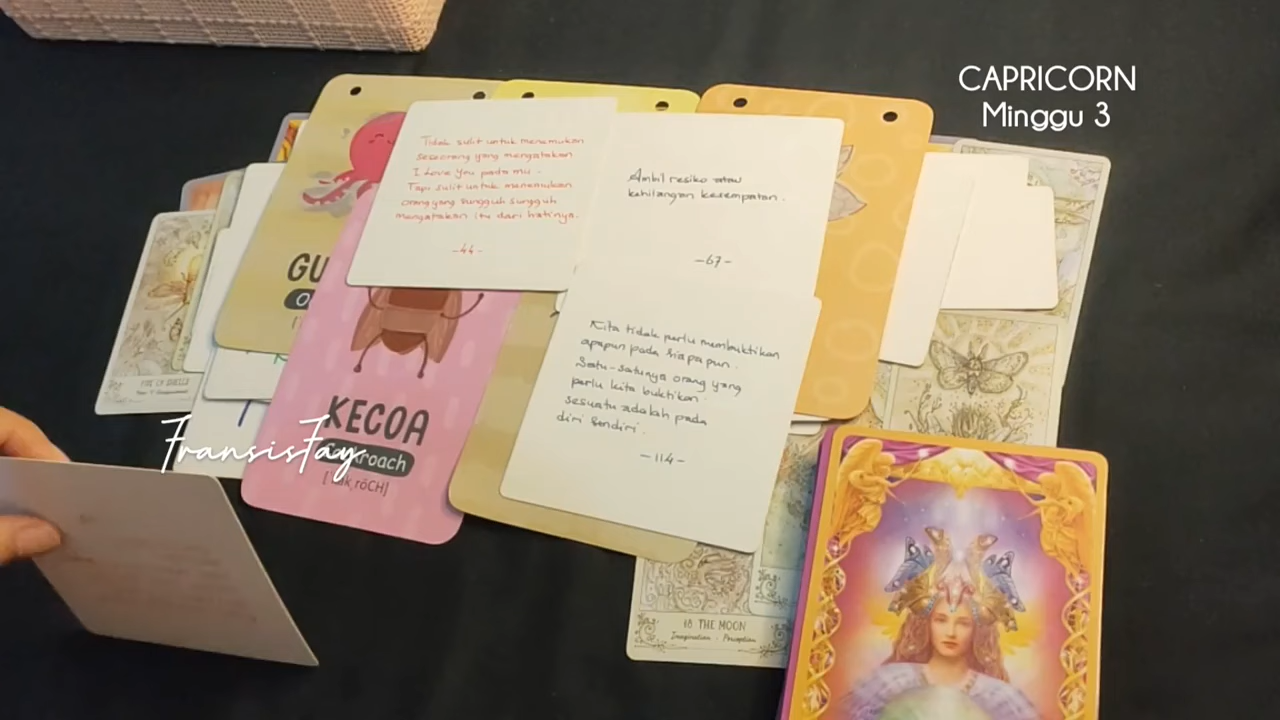 CAPRICORN
Minggu 3
Tidak sulit untuk menemukan
seseorang yang mengatakan
I Love you pada mu.
Tapi sulit untuk menemukan
orang yang sungguh sungguh
mengatakan itu dari hatinya.
-44-
Ambil resiko atau
kehilangan kesempatan.
-67-
Kita tidak perlu membuktikan
apapun pada siapapun.
Satu-satunya orang yang
perlu kita buktikan
sesuatu adalah pada
diri sendiri.
-114-
GU
KECOA
FransisFay
18 THE MOON
Imagination · Perception